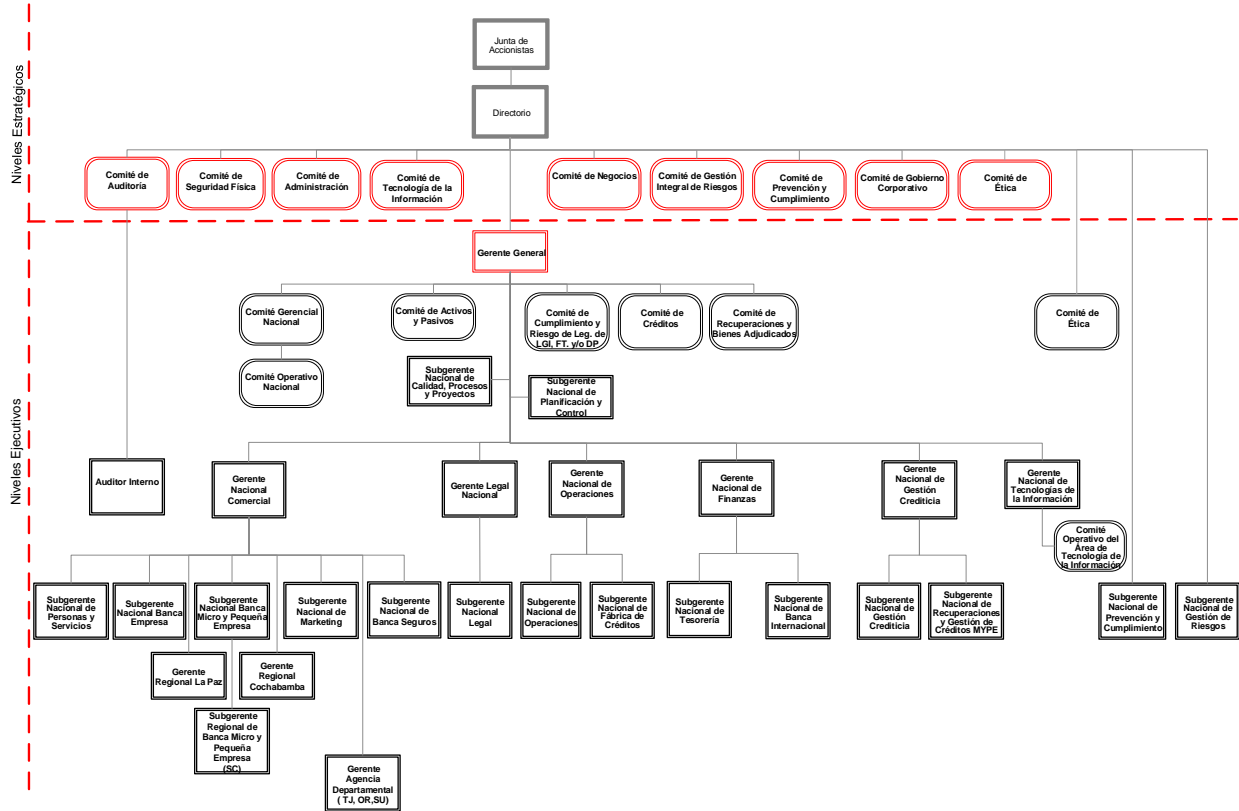 Niveles Estratégicos
Junta de
Accionistas
Directorio
Comité de
Auditoría
Comité de
Seguridad Física
Comité de
Administración
Comité de
Tecnología de la
Información
Comité de Negocios
Comité de Gestión
Integral de Riesgos
Comité de
Prevención y
Cumplimiento
Comité de Gobierno
Corporativo
Comité de
Ética
Niveles Ejecutivos
Gerente General
Comité Gerencial
Nacional
Comité de Activos
y Pasivos
Comité de
Cumplimiento y
Riesgo de Leg. de
LGI, FT. y/o DP
Comité de
Créditos
Comité de
Recuperaciones y
Bienes Adjudicados
Comité de
Ética
Comité Operativo
Nacional
Subgerente
Nacional de
Calidad, Procesos
y Proyectos
Subgerente
Nacional de
Planificación y
Control
Auditor Interno
Gerente
Nacional
Comercial
Gerente Legal
Nacional
Gerente
Nacional de
Operaciones
Gerente
Nacional de
Finanzas
Gerente
Nacional de
Gestión
Crediticia
Gerente
Nacional de
Tecnologías de
la Información
Comité
Operativo del
Área de
Tecnología de
la Información
Subgerente
Nacional de
Personas y
Servicios
Subgerente
Nacional Banca
Empresa
Subgerente
Nacional Banca
Micro y Pequeña
Empresa
Subgerente
Nacional de
Marketing
Subgerente
Nacional de
Banca Seguros
Subgerente
Nacional
Legal
Subgerente
Nacional de
Operaciones
Subgerente
Nacional de
Fábrica de
Créditos
Subgerente
Nacional de
Tesorería
Subgerente
Nacional de
Banca
Internacional
Subgerente
Nacional de
Gestión
Crediticia
Subgerente
Nacional de
Recuperaciones
y Gestión de
Créditos MYPE
Subgerente
Nacional de
Prevención y
Cumplimiento
Subgerente
Nacional de
Gestión de
Riesgos
Gerente
Regional La Paz
Gerente
Regional
Cochabamba
Subgerente
Regional de
Banca Micro y
Pequeña
Empresa
(SC)
Gerente
Agencia
Departamental
( TJ, OR,SU)